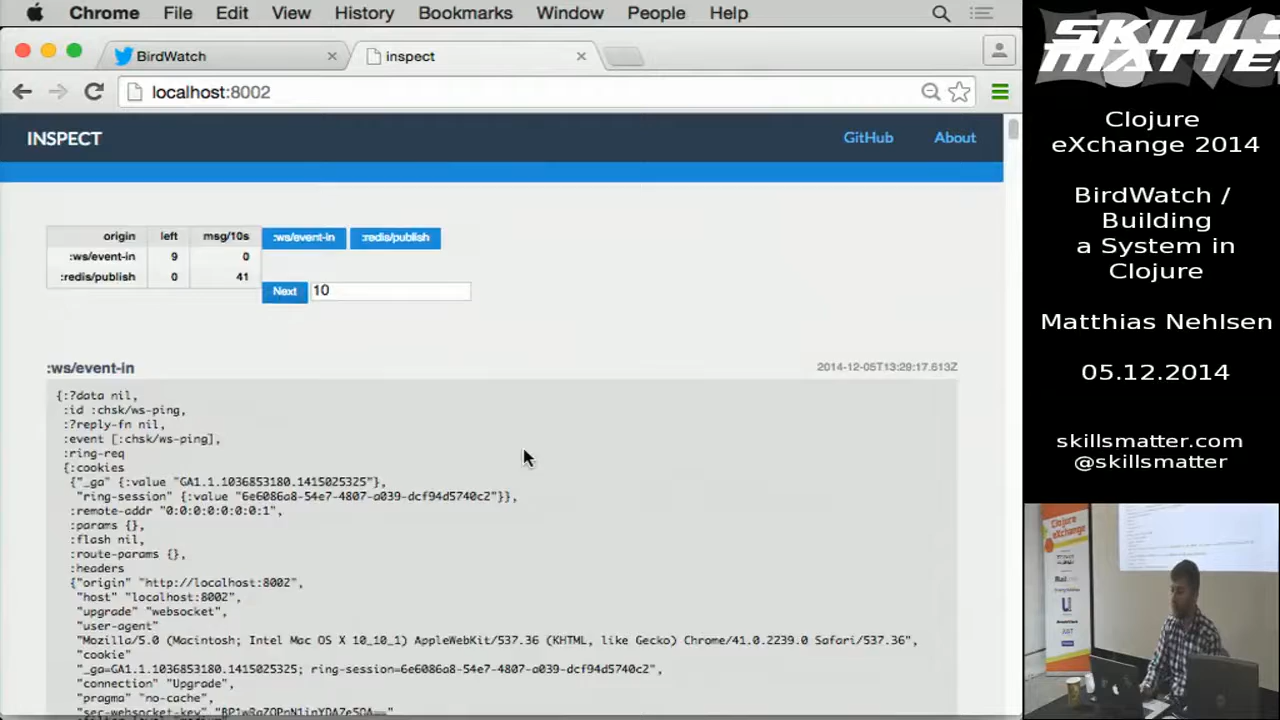 Chrome File Edit View History Bookmarks Window People Help
BirdWatch
inspect
localhost:8002
INSPECT
GitHub
About
origin left msg/10s
:ws/event-in 9 0
:redis/publish 0 41
:ws/event-in
:redis/publish
Next
10
:ws/event-in
2014-12-05T13:29:17.613Z
{:?data nil,
:id :chsk/ws-ping,
:?reply-fn nil,
:event [:chsk/ws-ping],
:ring-req
{:cookies
{"_ga" {:value "GA1.1.1036853180.1415025325"},
"ring-session" {:value "6e6086a8-54e7-4807-a039-dcf94d5740c2"}},
:remote-addr "0:0:0:0:0:0:0:1",
:params {},
:flash nil,
:route-params {},
:headers
{"origin" "http://localhost:8002",
"host" "localhost:8002",
"upgrade" "websocket",
"user-agent"
"Mozilla/5.0 (Macintosh; Intel Mac OS X 10_10_1) AppleWebKit/537.36 (KHTML, like Gecko) Chrome/41.0.2239.0 Safari/537.36",
"cookie"
"_ga=GA1.1.1036853180.1415025325; ring-session=6e6086a8-54e7-4807-a039-dcf94d5740c2",
"connection" "Upgrade",
"pragma" "no-cache",
"sec-websocket-key"
SKILLS
MATTER
Clojure
eXchange 2014
BirdWatch /
Building
a System in
Clojure
Matthias Nehlsen
05.12.2014
skillsmatter.com
@skillsmatter
Clojure
eXchange